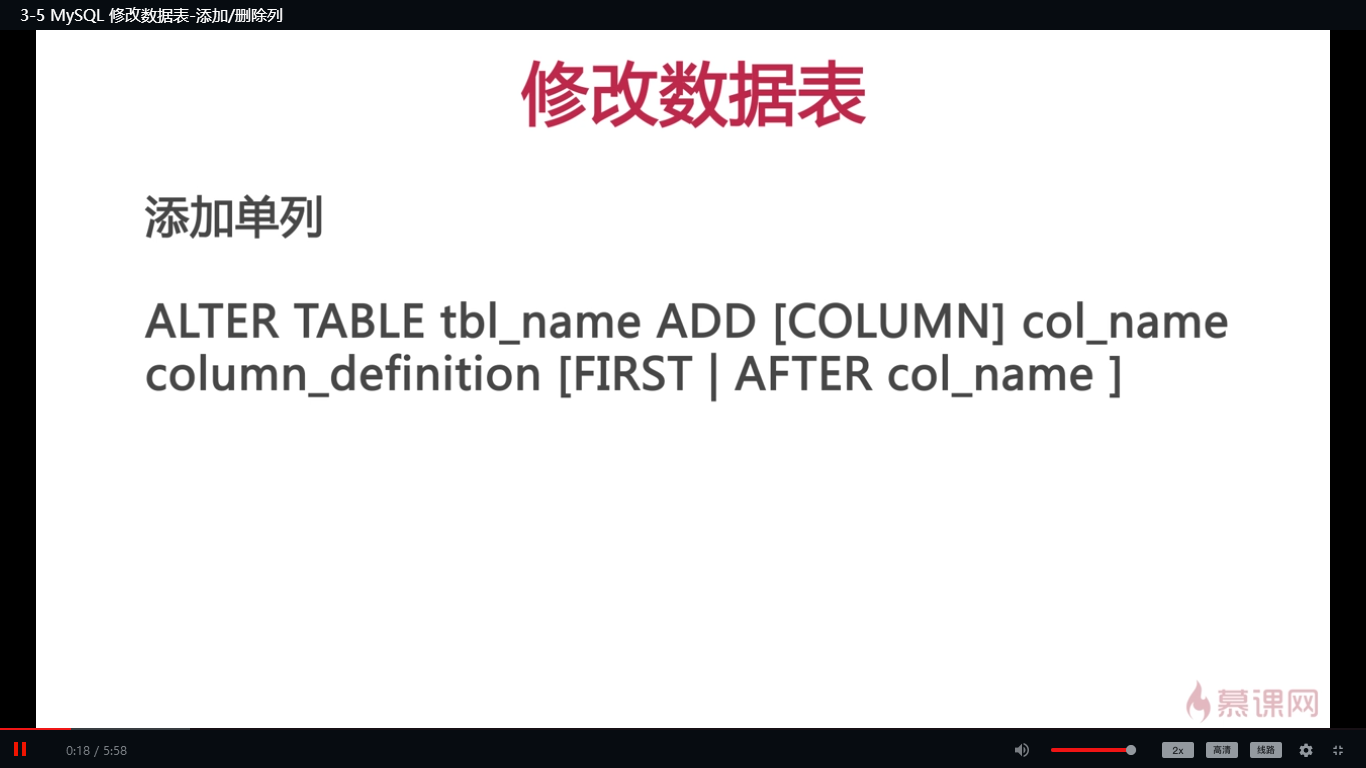 3-5 MySQL 修改数据表-添加/删除列
修改数据表
添加单列
ALTER TABLE tbl_name ADD [COLUMN] col_name
column_definition [FIRST | AFTER col_name ]
慕课网
0:18 / 5:58
2x
高清
线路